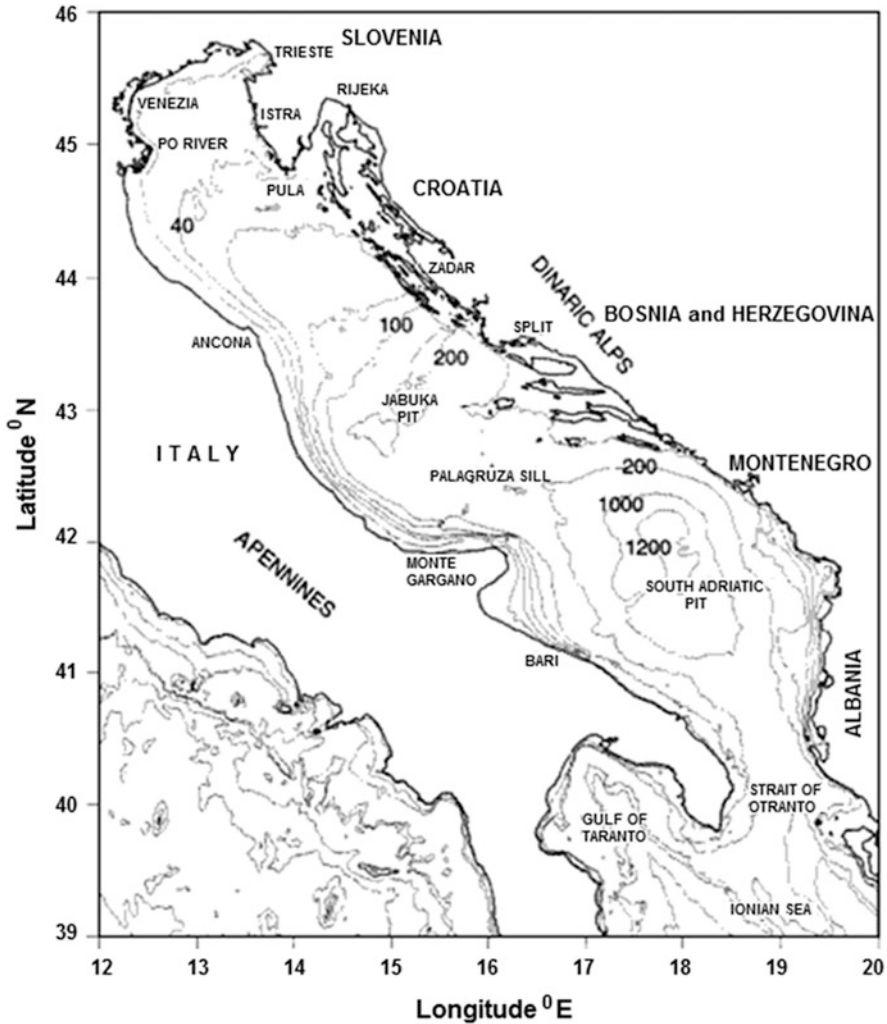 46
SLOVENIA
TRIESTE
RIJEKA
VENEZIA
ISTRA
45
PO RIVER
PULA
CROATIA
40
14
44
ZADAR
DINARIC ALPS
BOSNIA and HERZEGOVINA
100
SPLIT
ANCONA
200
JABUKA
PIT
43
Latitude 0 N
ITALY
PALAGRUZA SILL
200
MONTENEGRO
1000
42
1200
APENNINES
MONTE
GARGANO
SOUTH ADRIATIC
PIT
41
BARI
ALBANIA
40
STRAIT OF
OTRANTO
GULF OF
TARANTO
IONIAN SEA
39
12 13 14 15 16 17 18 19 20
Longitude 0 E